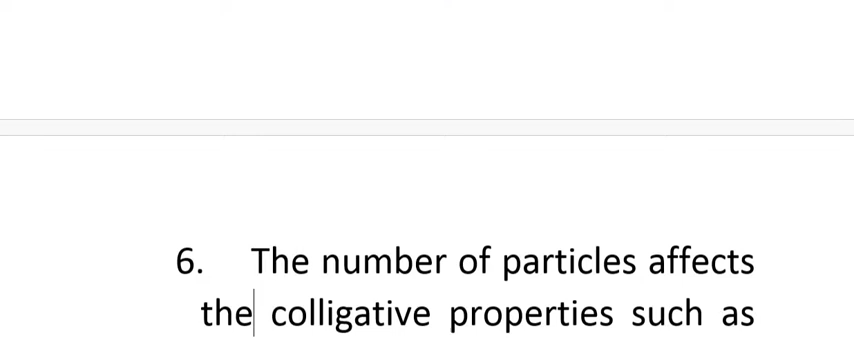 6. The number of particles affects
the colligative properties such as